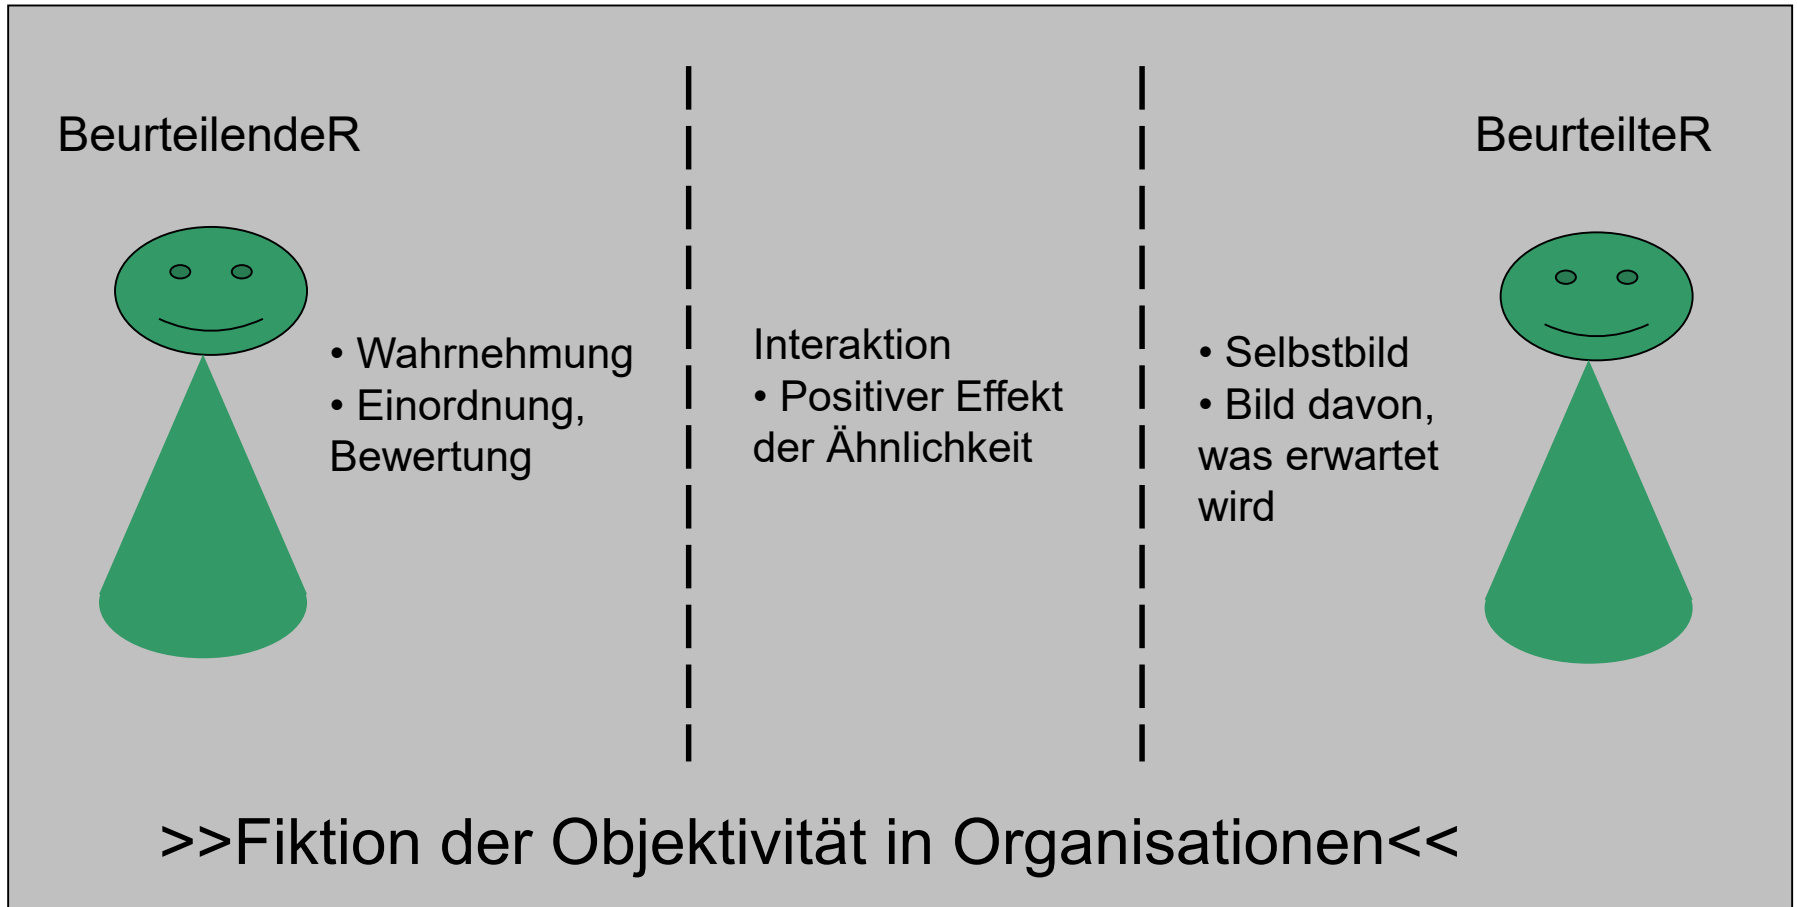 BeurteilendeR
BeurteilteR
• Wahrnehmung
• Einordnung,
Bewertung
Interaktion
• Positiver Effekt
der Ähnlichkeit
• Selbstbild
• Bild davon,
was erwartet
wird
>>Fiktion der Objektivität in Organisationen<<